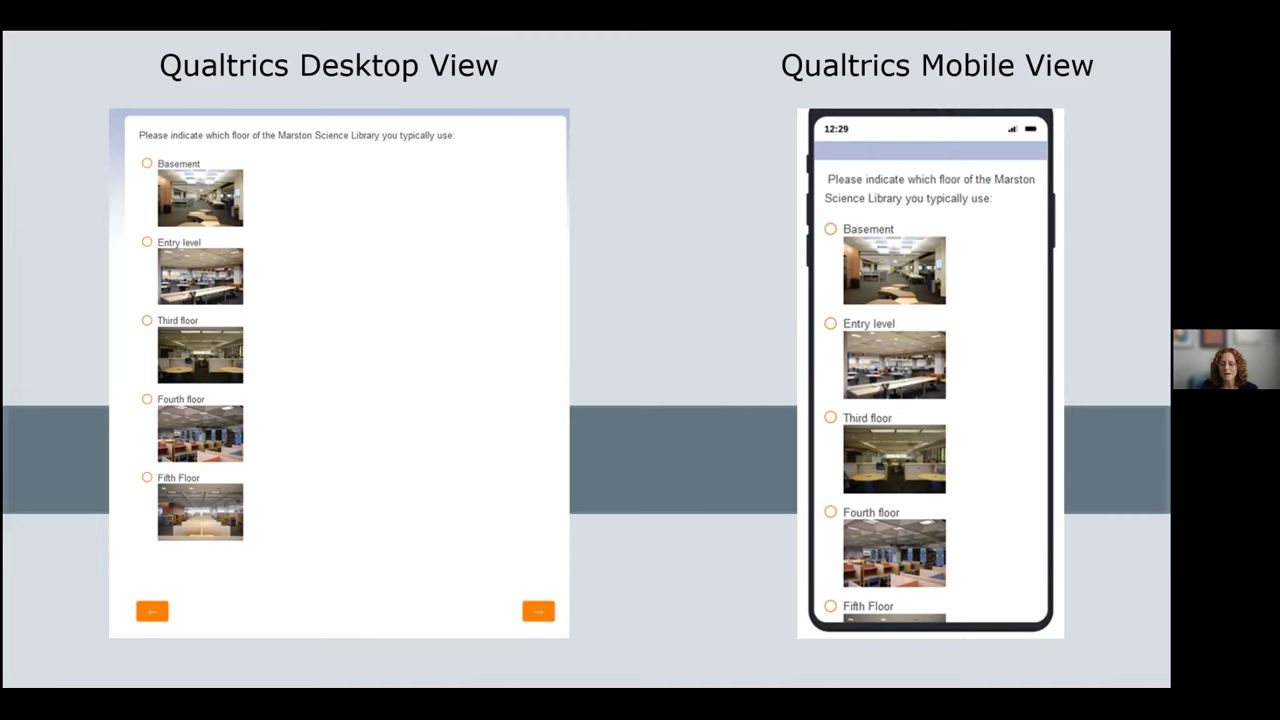 Qualtrics Desktop View
Please indicate which floor of the Marston Science Library you typically use:
Basement
Entry level
Third floor
Fourth floor
Fifth Floor
←
→
Qualtrics Mobile View
12:29
Please indicate which floor of the Marston
Science Library you typically use:
Basement
Entry level
Third floor
Fourth floor
Fifth Floor